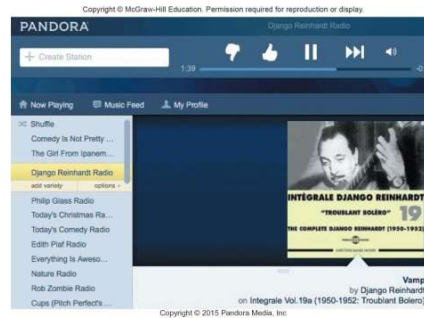 Copyright © McGraw-Hill Education. Permission required for reproduction or display.
PANDORA
Django Reinhardt Radio
+ Create Station
1:39
Now Playing Music Feed My Profile
Shuffle
Comedy Is Not Pretty ...
The Girl From Ipanem...
Django Reinhardt Radio
add variety options
Philip Glass Radio
Today's Christmas Ra...
Today's Comedy Radio
Edith Piaf Radio
Everything Is Aweso...
Nature Radio
Rob Zombie Radio
Cups (Pitch Perfect's...
INTÉGRALE DJANGO REINHARDT
"TROUBLANT BOLÉRO" 19
THE COMPLETE DJANGO REINHARDT (1950-1952)
Vamp
by Django Reinhardt
on Integrale Vol.19a (1950-1952: Troublant Bolero)
Copyright © 2015 Pandora Media, Inc